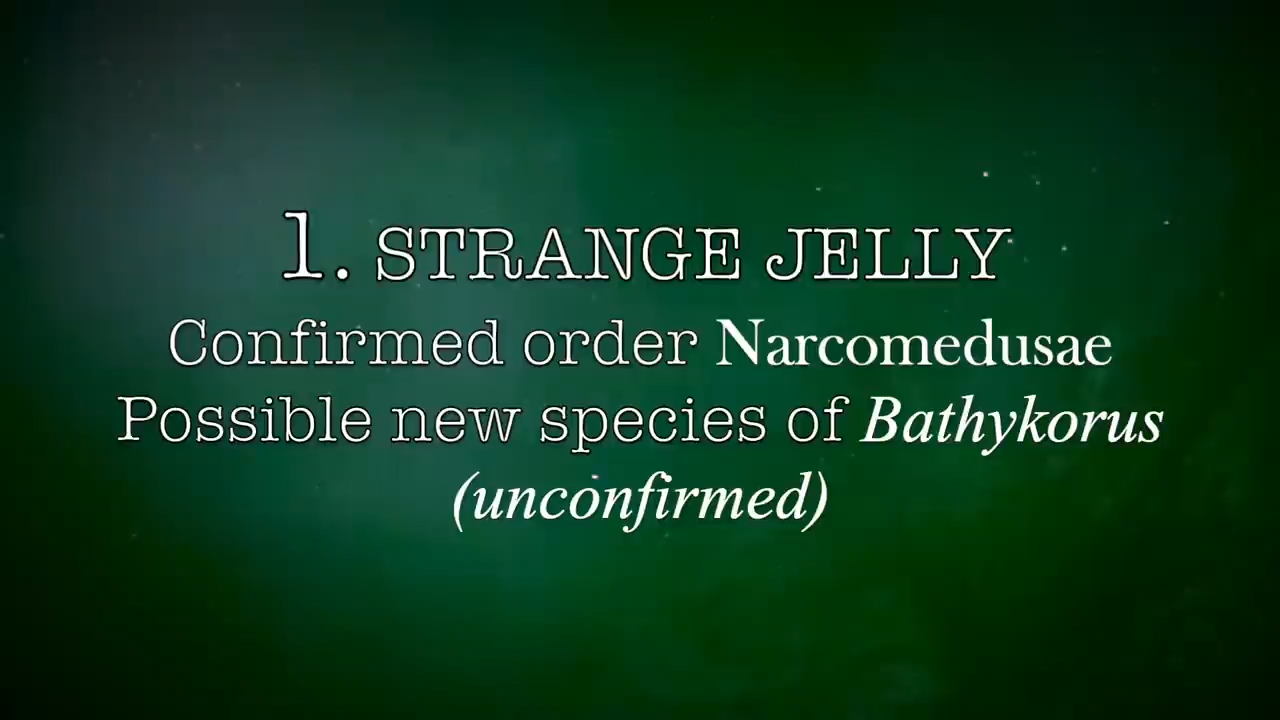 1. STRANGE JELLY
Confirmed order Narcomedusae
Possible new species of Bathykorus
(unconfirmed)